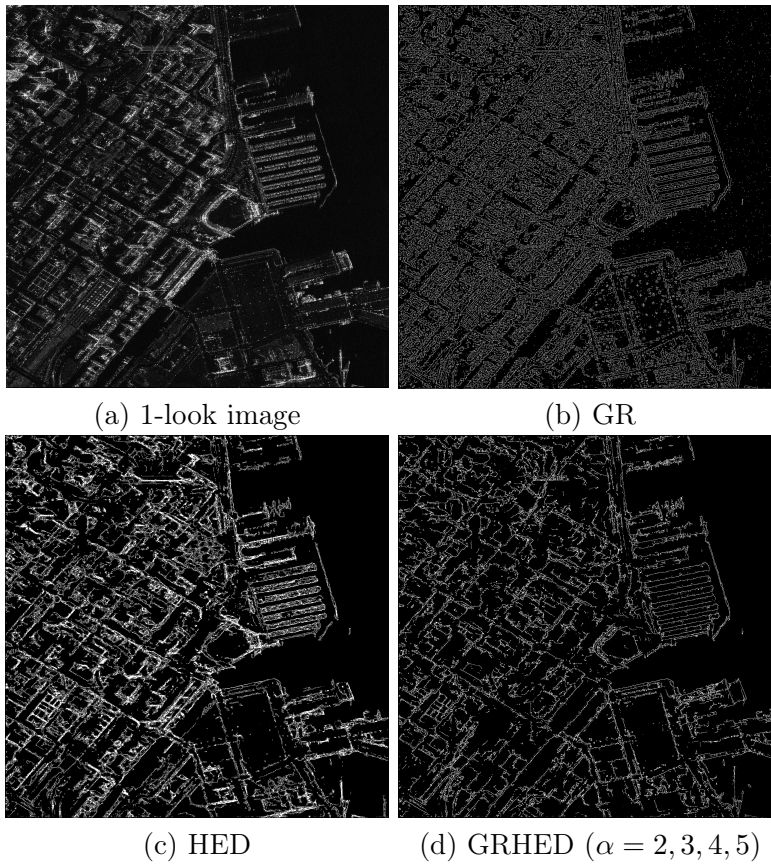 (a) 1-look image
(b) GR
(c) HED
(d) GRHED (α = 2, 3, 4, 5)